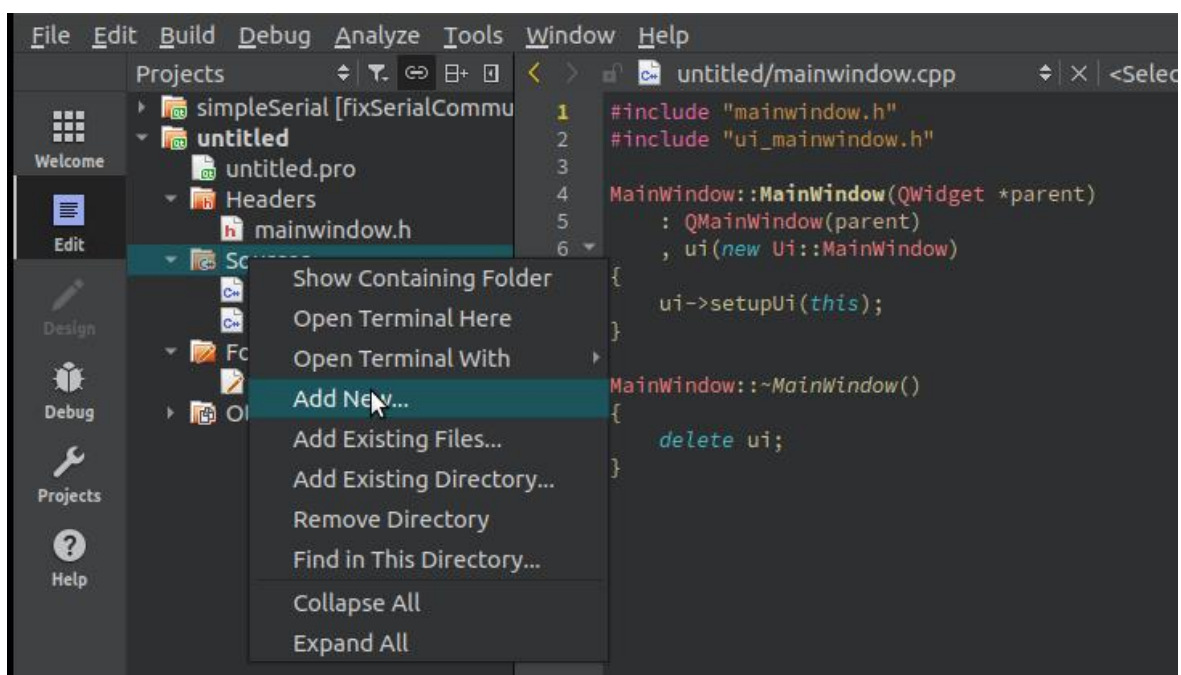 File Edit Build Debug Analyze Tools Window Help
Projects
untitled/mainwindow.cpp
Welcome
Edit
Design
Debug
Projects
Help
simpleSerial [fixSerialCommu
untitled
untitled.pro
Headers
mainwindow.h
Show Containing Folder
Open Terminal Here
Open Terminal With
Add New...
Add Existing Files...
Add Existing Directory...
Remove Directory
Find in This Directory...
Collapse All
Expand All
1 #include "mainwindow.h"
2 #include "ui_mainwindow.h"
3
4 MainWindow::MainWindow(QWidget *parent)
5 : QMainWindow(parent)
6 , ui(new Ui::MainWindow)
{
ui->setupUi(this);
}
MainWindow::~MainWindow()
{
delete ui;
}